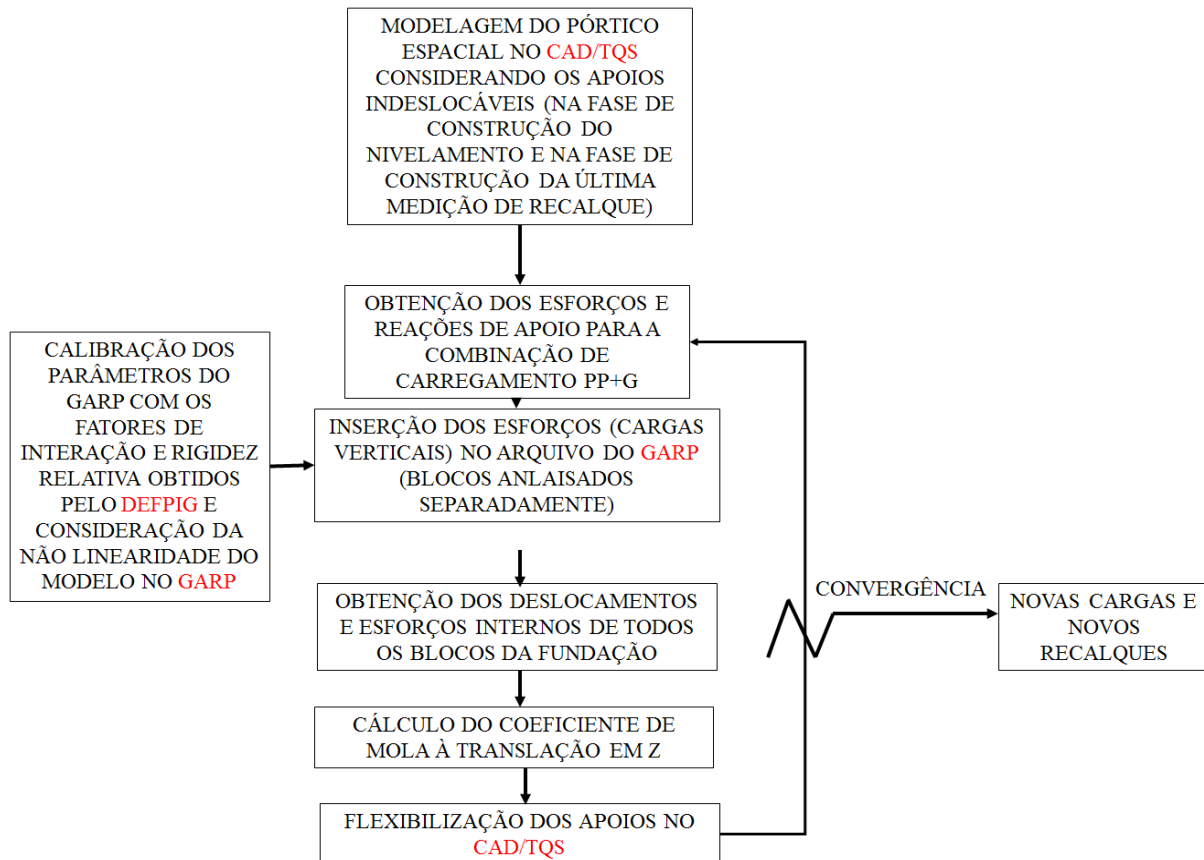 MODELAGEM DO PÓRTICO
ESPACIAL NO CAD/TQS
CONSIDERANDO OS APOIOS
INDESLOCÁVEIS (NA FASE DE
CONSTRUÇÃO DO
NIVELAMENTO E NA FASE DE
CONSTRUÇÃO DA ÚLTIMA
MEDIÇÃO DE RECALQUE)
OBTENÇÃO DOS ESFORÇOS E
REAÇÕES DE APOIO PARA A
COMBINAÇÃO DE
CARREGAMENTO PP+G
CALIBRAÇÃO DOS
PARÂMETROS DO
GARP COM OS
FATORES DE
INTERAÇÃO E RIGIDEZ
RELATIVA OBTIDOS
PELO DEFPIG E
CONSIDERAÇÃO DA
NÃO LINEARIDADE DO
MODELO NO GARP
INSERÇÃO DOS ESFORÇOS (CARGAS
VERTICAIS) NO ARQUIVO DO GARP
(BLOCOS ANLAISADOS
SEPARADAMENTE)
OBTENÇÃO DOS DESLOCAMENTOS
E ESFORÇOS INTERNOS DE TODOS
OS BLOCOS DA FUNDAÇÃO
CÁLCULO DO COEFICIENTE DE
MOLA À TRANSLAÇÃO EM Z
FLEXIBILIZAÇÃO DOS APOIOS NO
CAD/TQS
CONVERGÊNCIA
NOVAS CARGAS E
NOVOS
RECALQUES